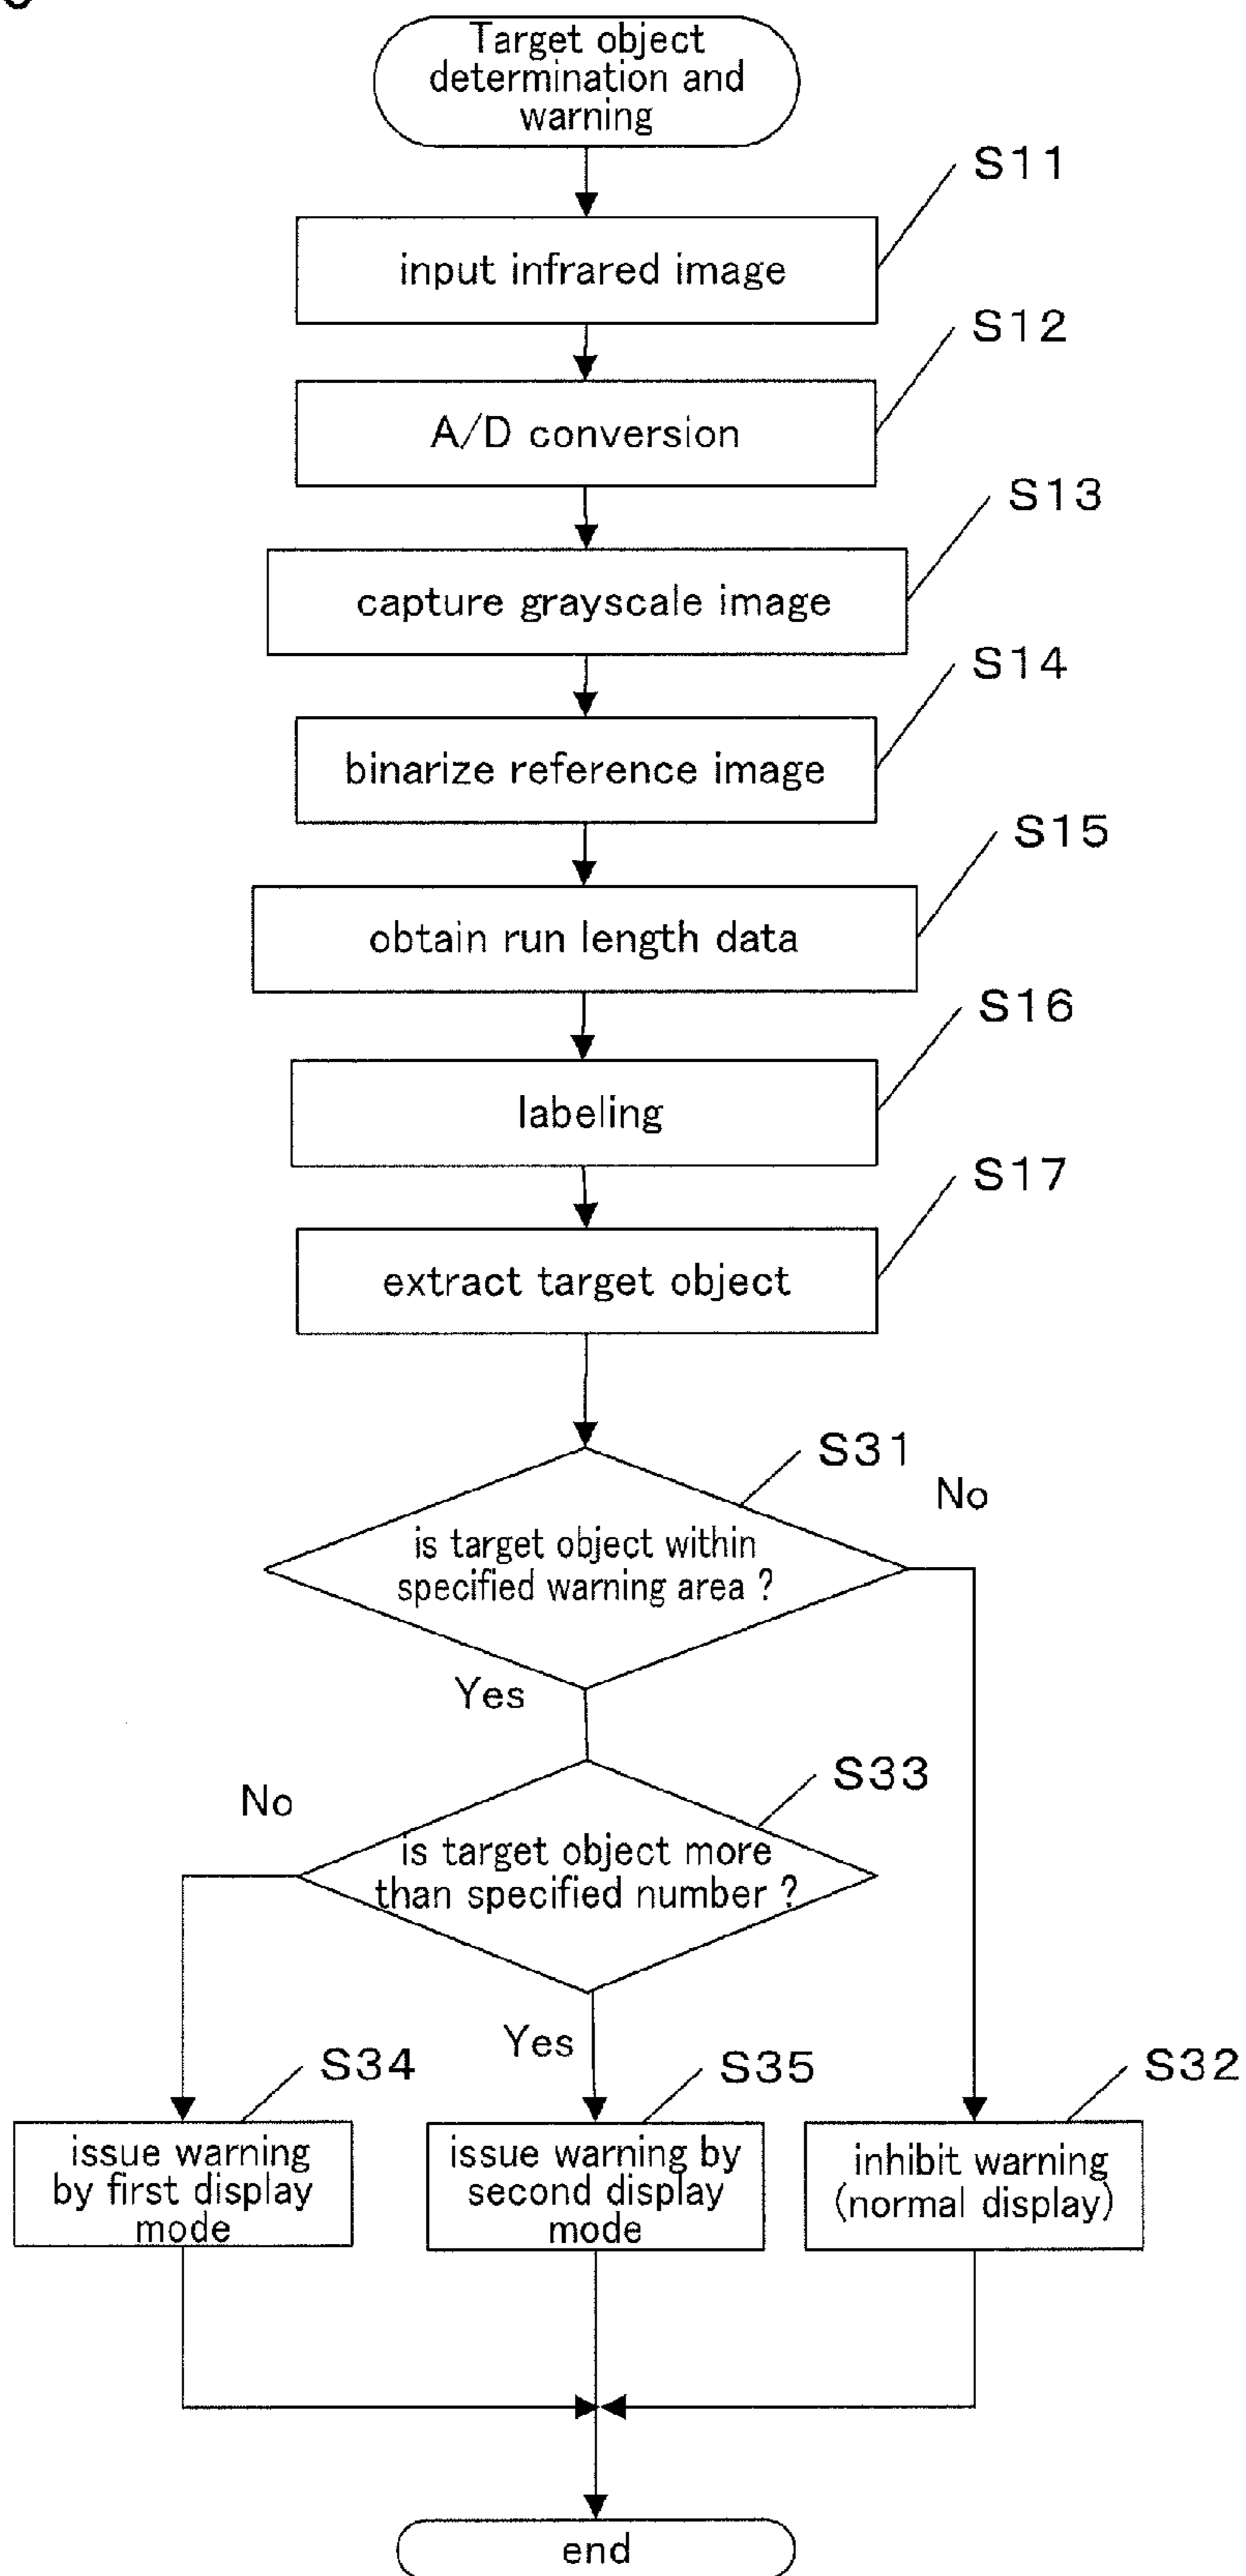 Target object
determination and
warning
S11
input infrared image
S12
A/D conversion
S13
capture grayscale image
S14
binarize reference image
S15
obtain run length data
S16
labeling
S17
extract target object
S31
No
is target object within
specified warning area ?
Yes
S33
No
is target object more
than specified number ?
Yes
S34
S35
S32
issue warning
by first display
mode
issue warning by
second display
mode
inhibit warning
(normal display)
end